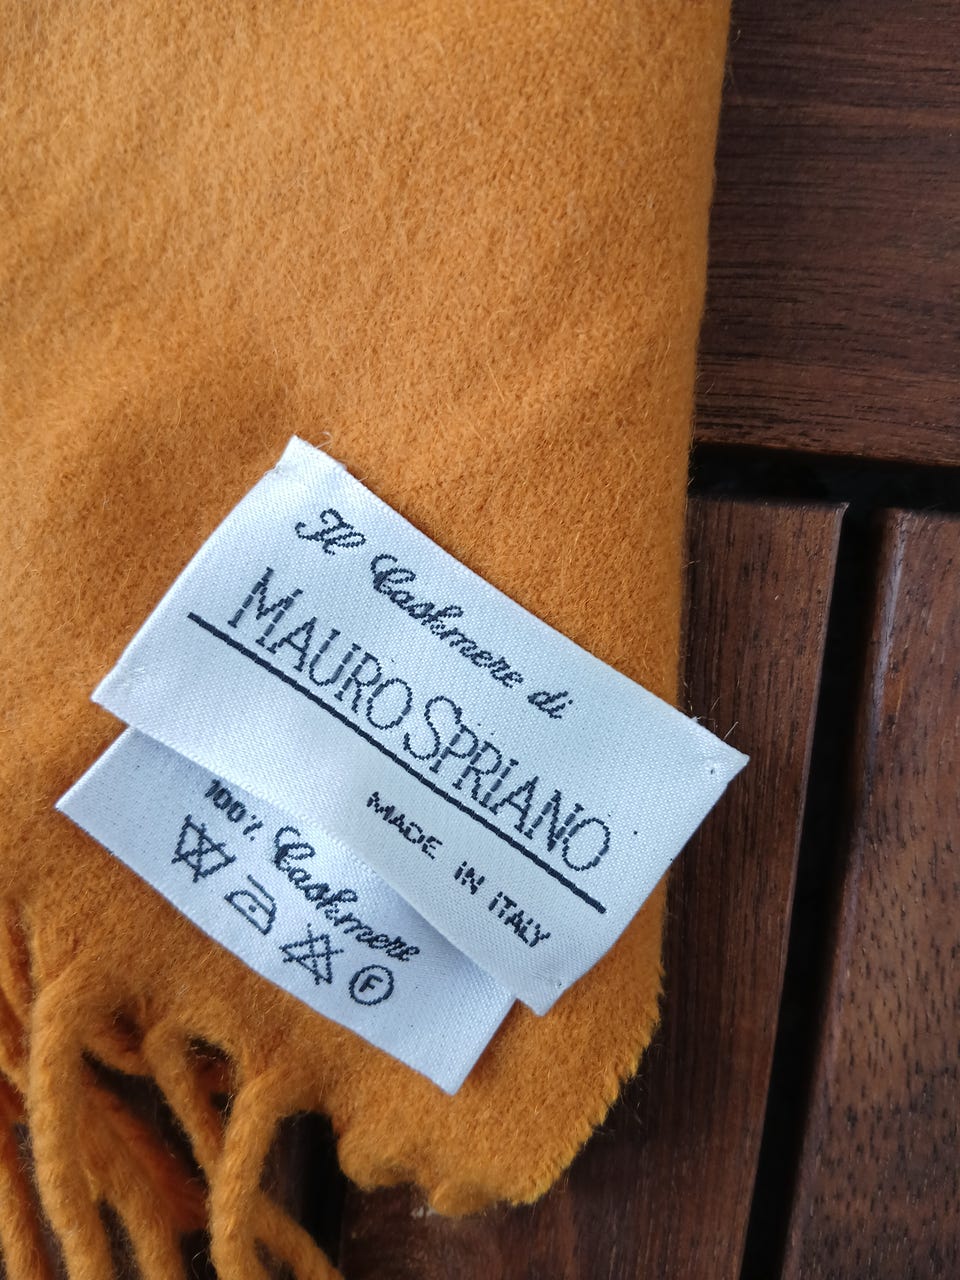 Il Cashmere di
MAURO SPRIANO
MADE IN ITALY
100% Cashmere
F